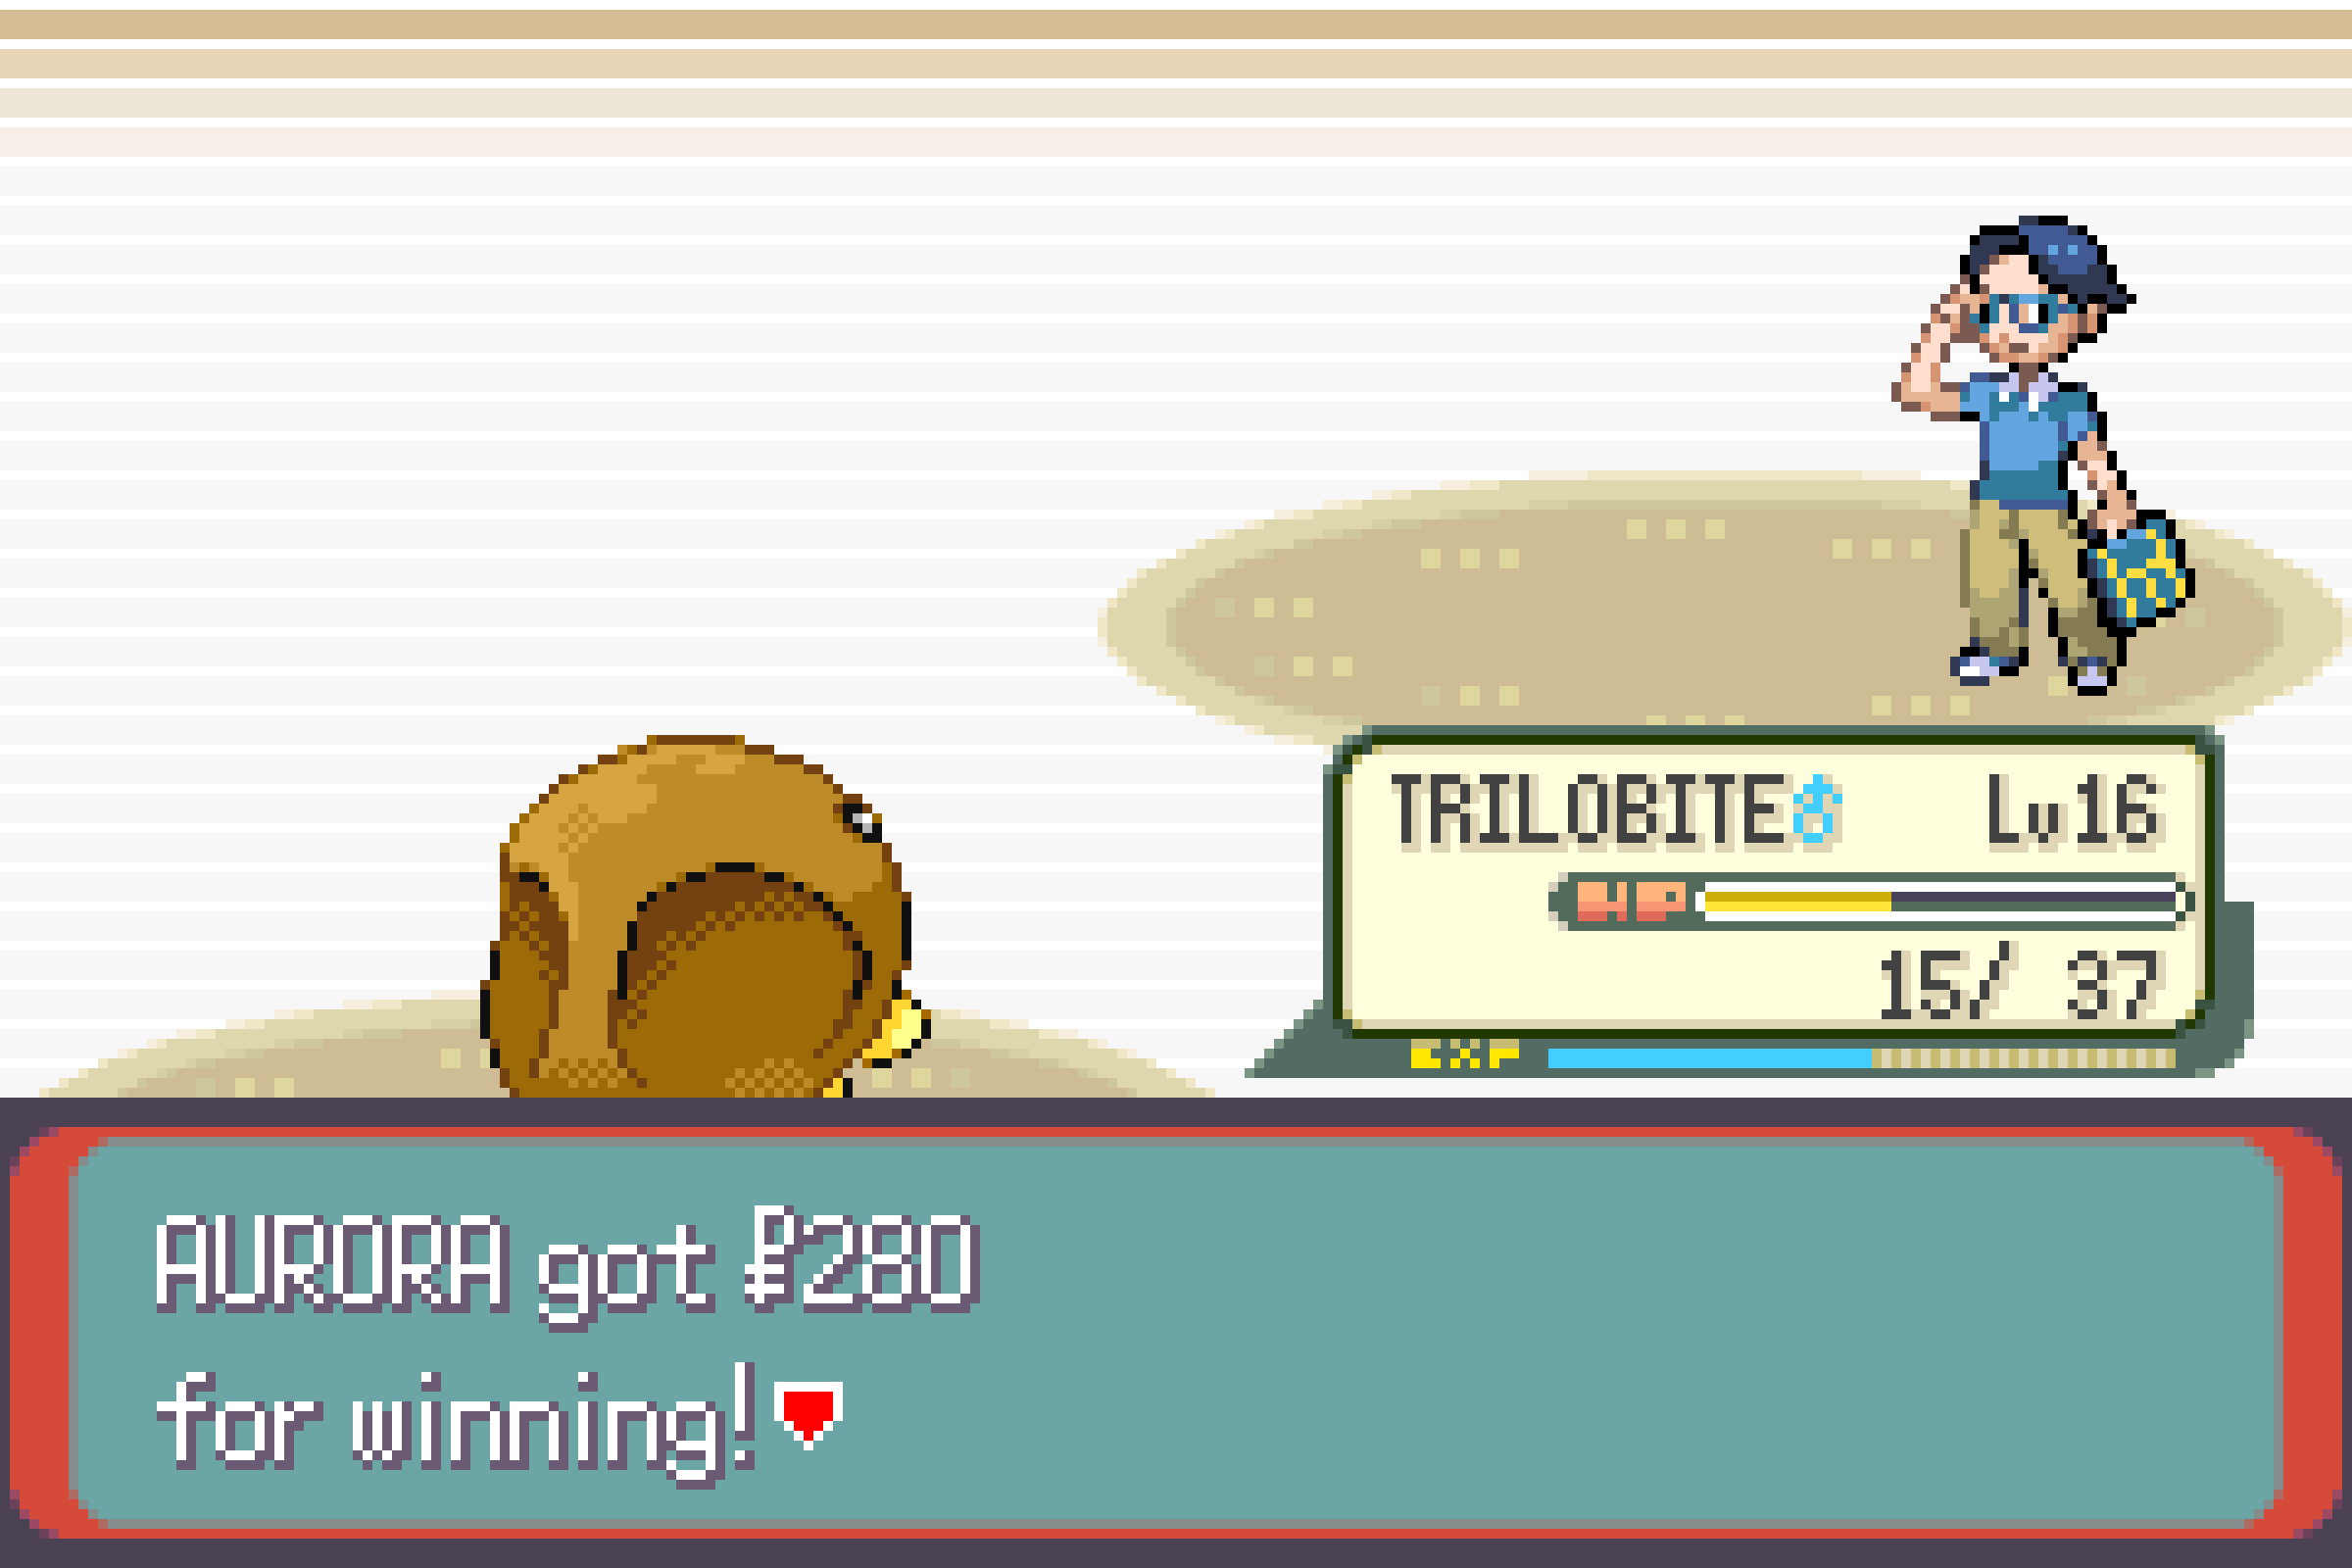 TRILOBITE♂ Lv16
HP
15/ 37
EXP
AURORA got ₽280
for winning!